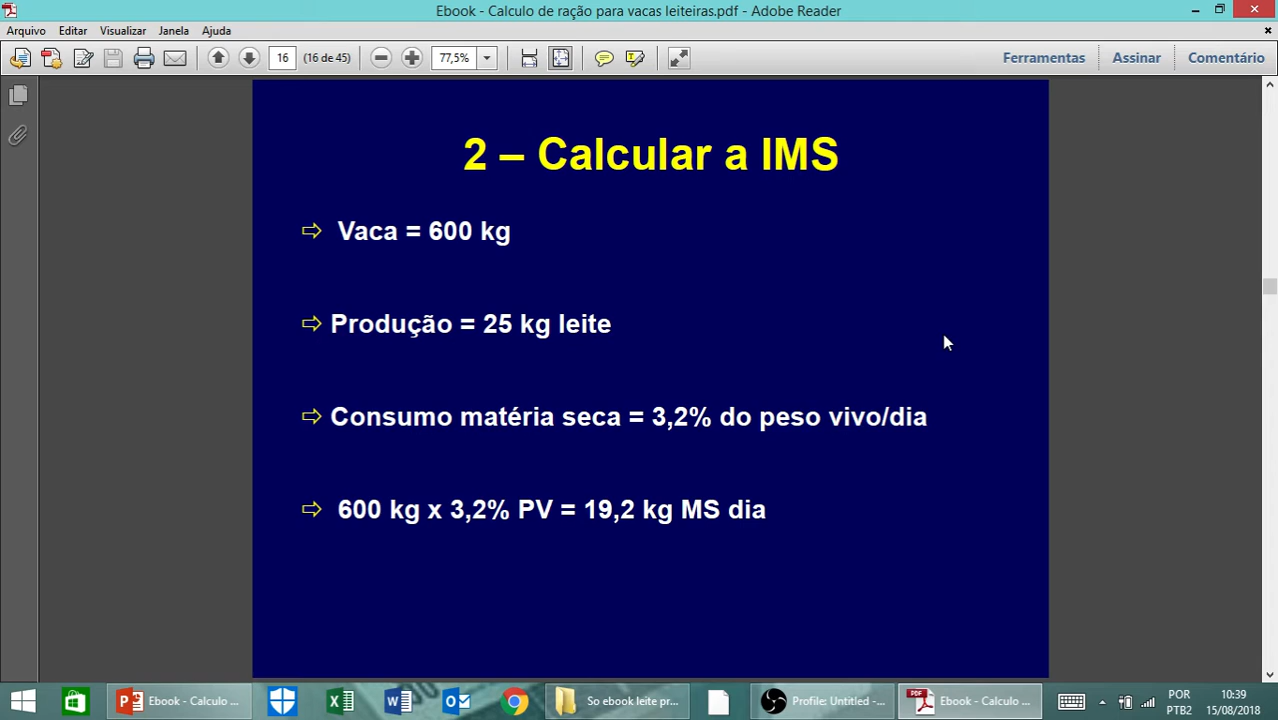 Ebook - Calculo de ração para vacas leiteiras.pdf - Adobe Reader
Arquivo Editar Visualizar Janela Ajuda
16 (16 de 45) 77,5% Ferramentas Assinar Comentário
2 – Calcular a IMS
⇨ Vaca = 600 kg
⇨ Produção = 25 kg leite
⇨ Consumo matéria seca = 3,2% do peso vivo/dia
⇨ 600 kg x 3,2% PV = 19,2 kg MS dia
Ebook - Calculo ... So ebook leite pr... Profile: Untitled -... Ebook - Calculo ... POR 10:39
PTB2 15/08/2018